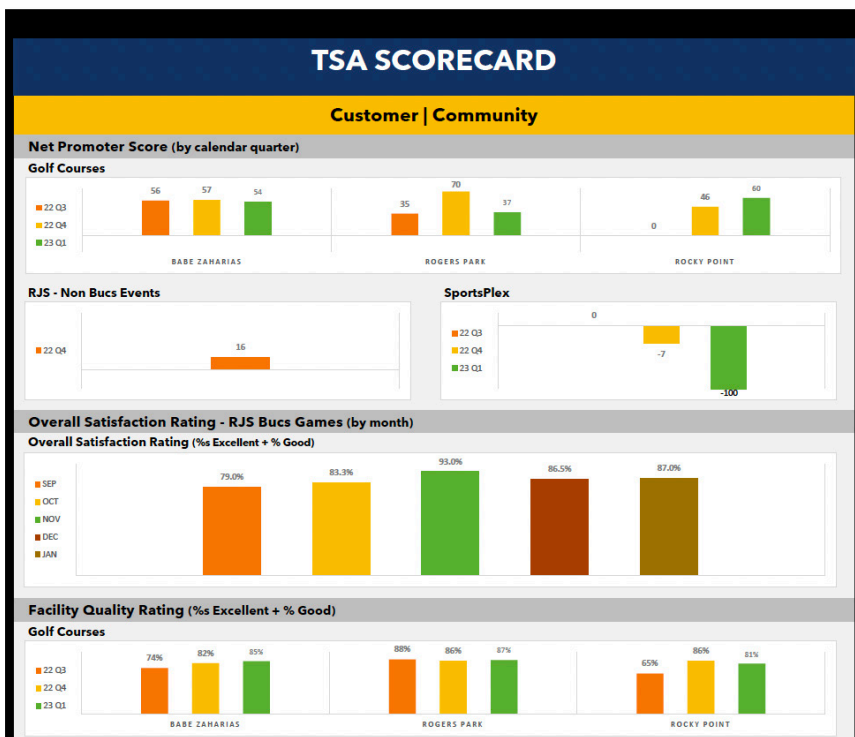 TSA SCORECARD
Customer | Community
Net Promoter Score (by calendar quarter)
Golf Courses
22 Q3
22 Q4
23 Q1
56 57 54
35 70 37
0 46 60
BABE ZAHARIAS ROGERS PARK ROCKY POINT
RJS - Non Bucs Events
22 Q4
16
SportsPlex
22 Q3
22 Q4
23 Q1
0
-7
-100
Overall Satisfaction Rating - RJS Bucs Games (by month)
Overall Satisfaction Rating (%s Excellent + % Good)
SEP
OCT
NOV
DEC
JAN
79.0% 83.3% 93.0% 86.5% 87.0%
Facility Quality Rating (%s Excellent + % Good)
Golf Courses
22 Q3
22 Q4
23 Q1
74% 82% 85%
88% 86% 87%
65% 86% 81%
BABE ZAHARIAS ROGERS PARK ROCKY POINT